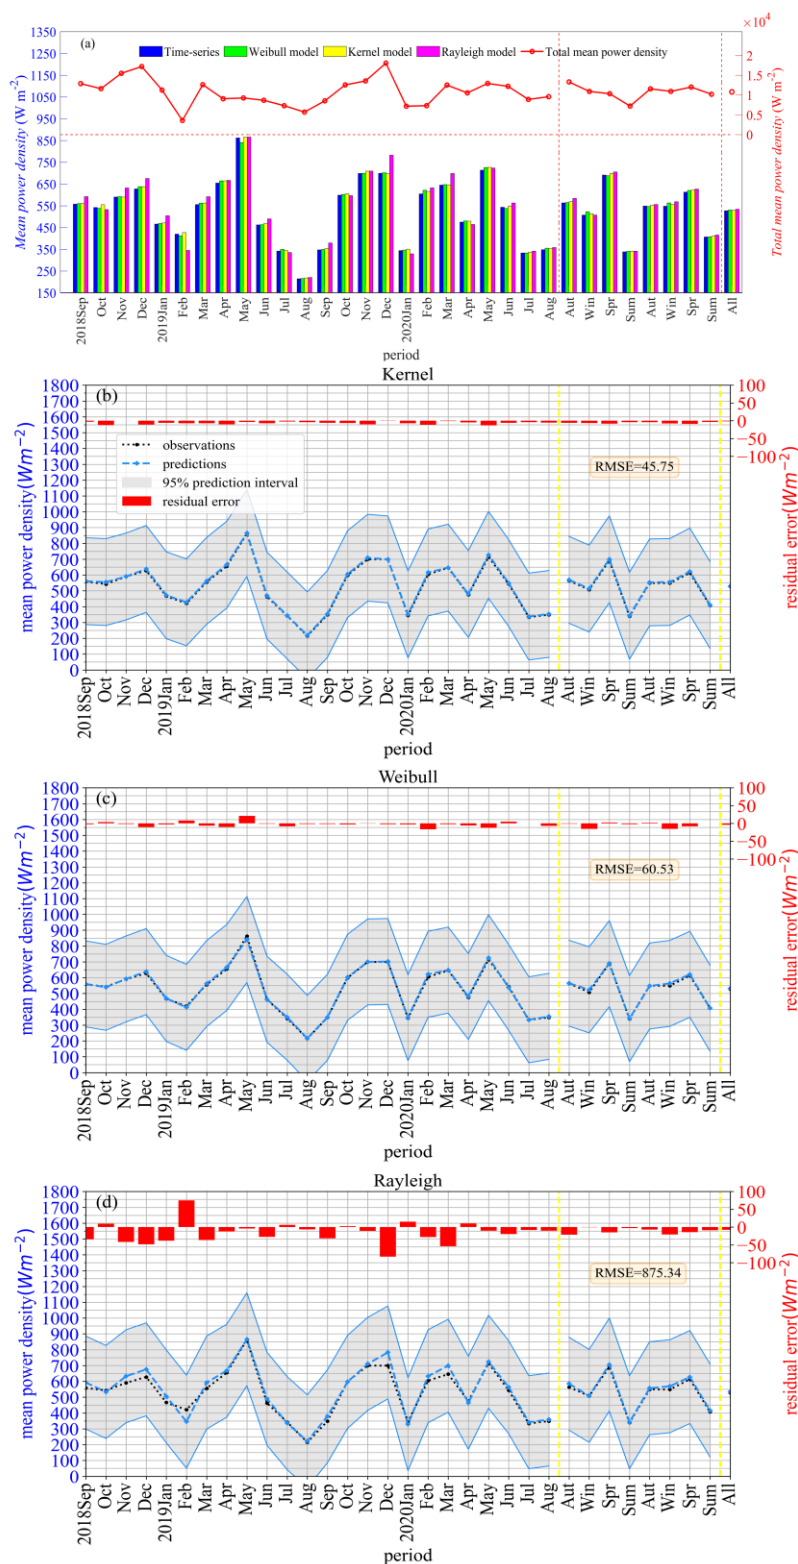 ×10⁴
(a)
Time-series Weibull model Kernel model Rayleigh model Total mean power density
Mean power density (W m⁻²)
1350
1250
1150
1050
950
850
750
650
550
450
350
250
150
2
1.5
1
0.5
0
Total mean power density (W m⁻²)
2018Sep Oct Nov Dec 2019Jan Feb Mar Apr May Jun Jul Aug Sep Oct Nov Dec 2020Jan Feb Mar Apr May Jun Jul Aug Aut Win Spr Sum Aut Win Spr Sum All
period
Kernel
(b)
mean power density(Wm⁻²)
1800
1700
1600
1500
1400
1300
1200
1100
1000
900
800
700
600
500
400
300
200
100
0
observations
predictions
95% prediction interval
residual error
RMSE=45.75
100
50
0
−50
−100
residual error(Wm⁻²)
2018Sep Oct Nov Dec 2019Jan Feb Mar Apr May Jun Jul Aug Sep Oct Nov Dec 2020Jan Feb Mar Apr May Jun Jul Aug Aut Win Spr Sum Aut Win Spr Sum All
period
Weibull
(c)
mean power density(Wm⁻²)
1800
1700
1600
1500
1400
1300
1200
1100
1000
900
800
700
600
500
400
300
200
100
0
RMSE=60.53
100
50
0
−50
−100
residual error(Wm⁻²)
2018Sep Oct Nov Dec 2019Jan Feb Mar Apr May Jun Jul Aug Sep Oct Nov Dec 2020Jan Feb Mar Apr May Jun Jul Aug Aut Win Spr Sum Aut Win Spr Sum All
period
Rayleigh
(d)
mean power density(Wm⁻²)
1800
1700
1600
1500
1400
1300
1200
1100
1000
900
800
700
600
500
400
300
200
100
0
RMSE=875.34
100
50
0
−50
−100
residual error(Wm⁻²)
2018Sep Oct Nov Dec 2019Jan Feb Mar Apr May Jun Jul Aug Sep Oct Nov Dec 2020Jan Feb Mar Apr May Jun Jul Aug Aut Win Spr Sum Aut Win Spr Sum All
period